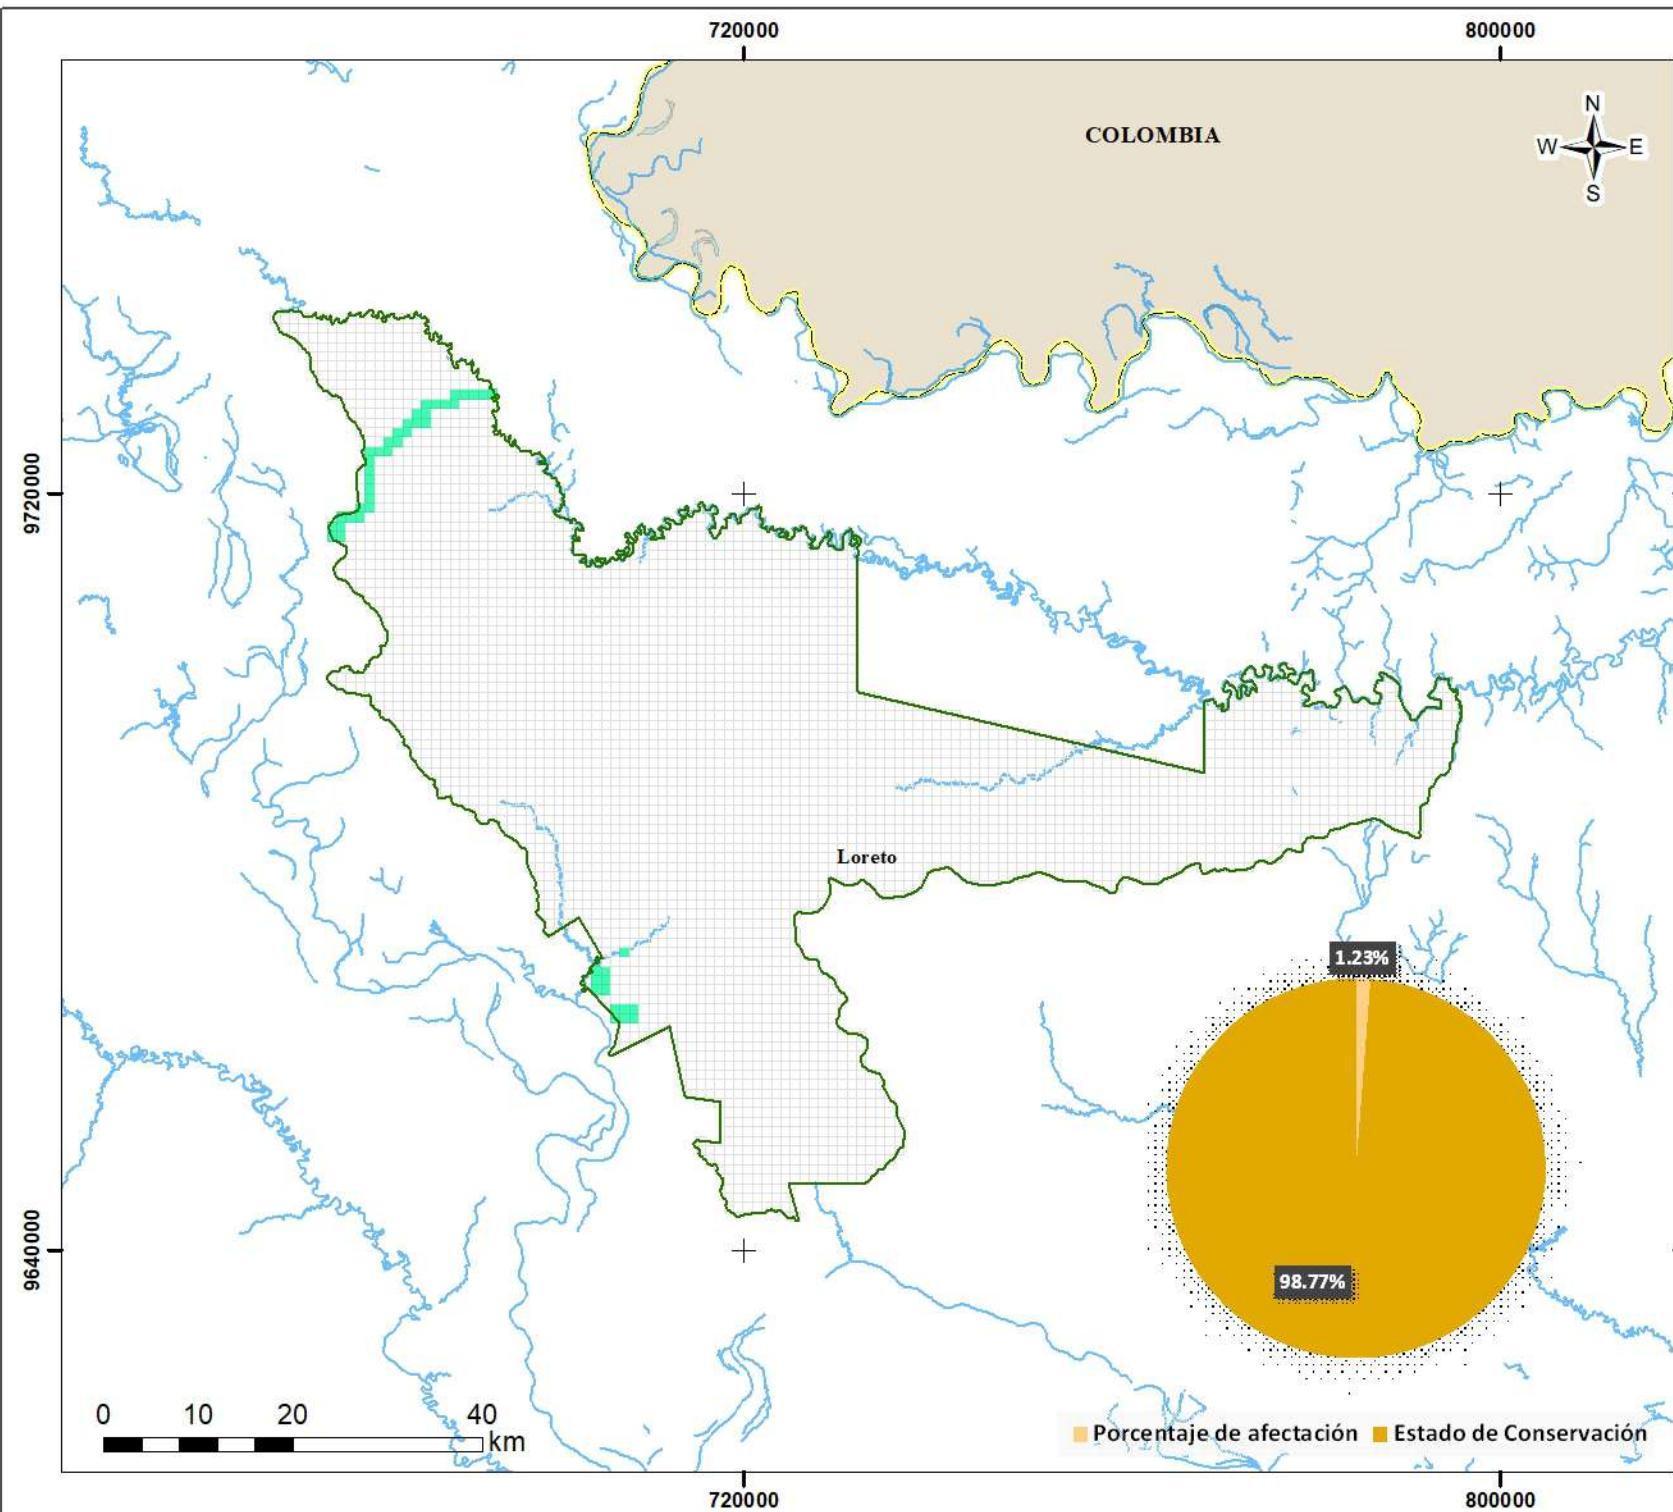 720000 800000
COLOMBIA
N
W E
S
9720000
Loreto
1.23%
9640000
98.77%
0 10 20 40
km
Porcentaje de afectación Estado de Conservación
720000 800000